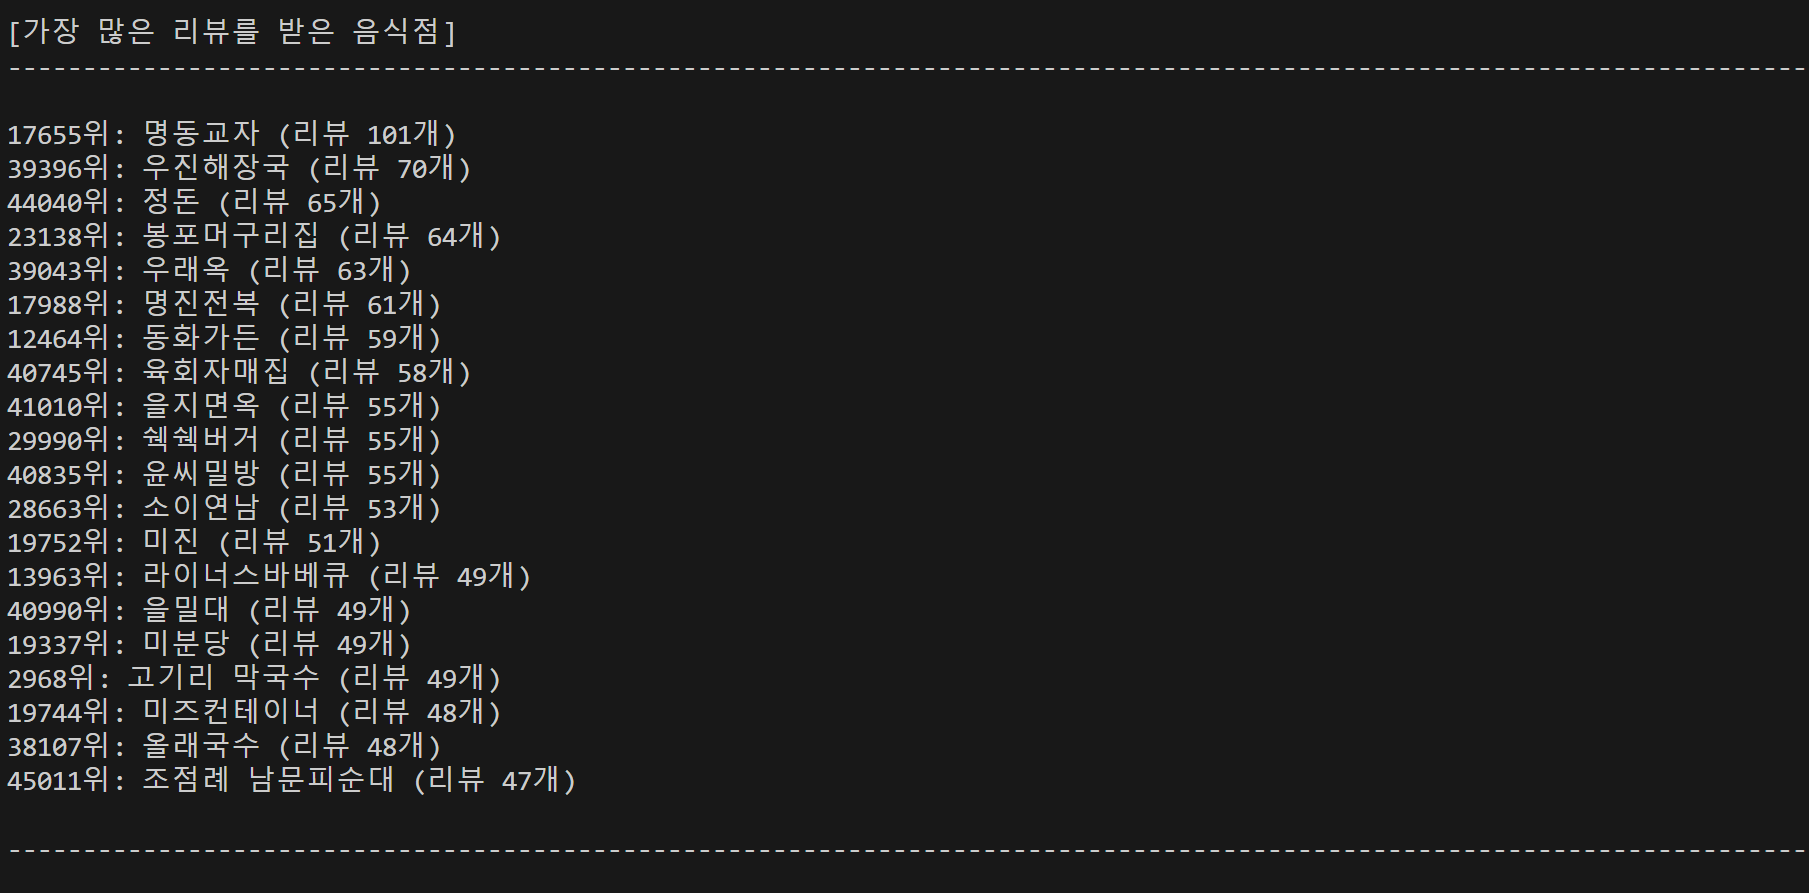 [가장 많은 리뷰를 받은 음식점]
------------------------------------------------------------------------------------------------------------------------
17655위: 명동교자 (리뷰 101개)
39396위: 우진해장국 (리뷰 70개)
44040위: 정돈 (리뷰 65개)
23138위: 봉포머구리집 (리뷰 64개)
39043위: 우래옥 (리뷰 63개)
17988위: 명진전복 (리뷰 61개)
12464위: 동화가든 (리뷰 59개)
40745위: 육회자매집 (리뷰 58개)
41010위: 을지면옥 (리뷰 55개)
29990위: 쉑쉑버거 (리뷰 55개)
40835위: 윤씨밀방 (리뷰 55개)
28663위: 소이연남 (리뷰 53개)
19752위: 미진 (리뷰 51개)
13963위: 라이너스바베큐 (리뷰 49개)
40990위: 을밀대 (리뷰 49개)
19337위: 미분당 (리뷰 49개)
2968위: 고기리 막국수 (리뷰 49개)
19744위: 미즈컨테이너 (리뷰 48개)
38107위: 올래국수 (리뷰 48개)
45011위: 조점례 남문피순대 (리뷰 47개)
------------------------------------------------------------------------------------------------------------------------